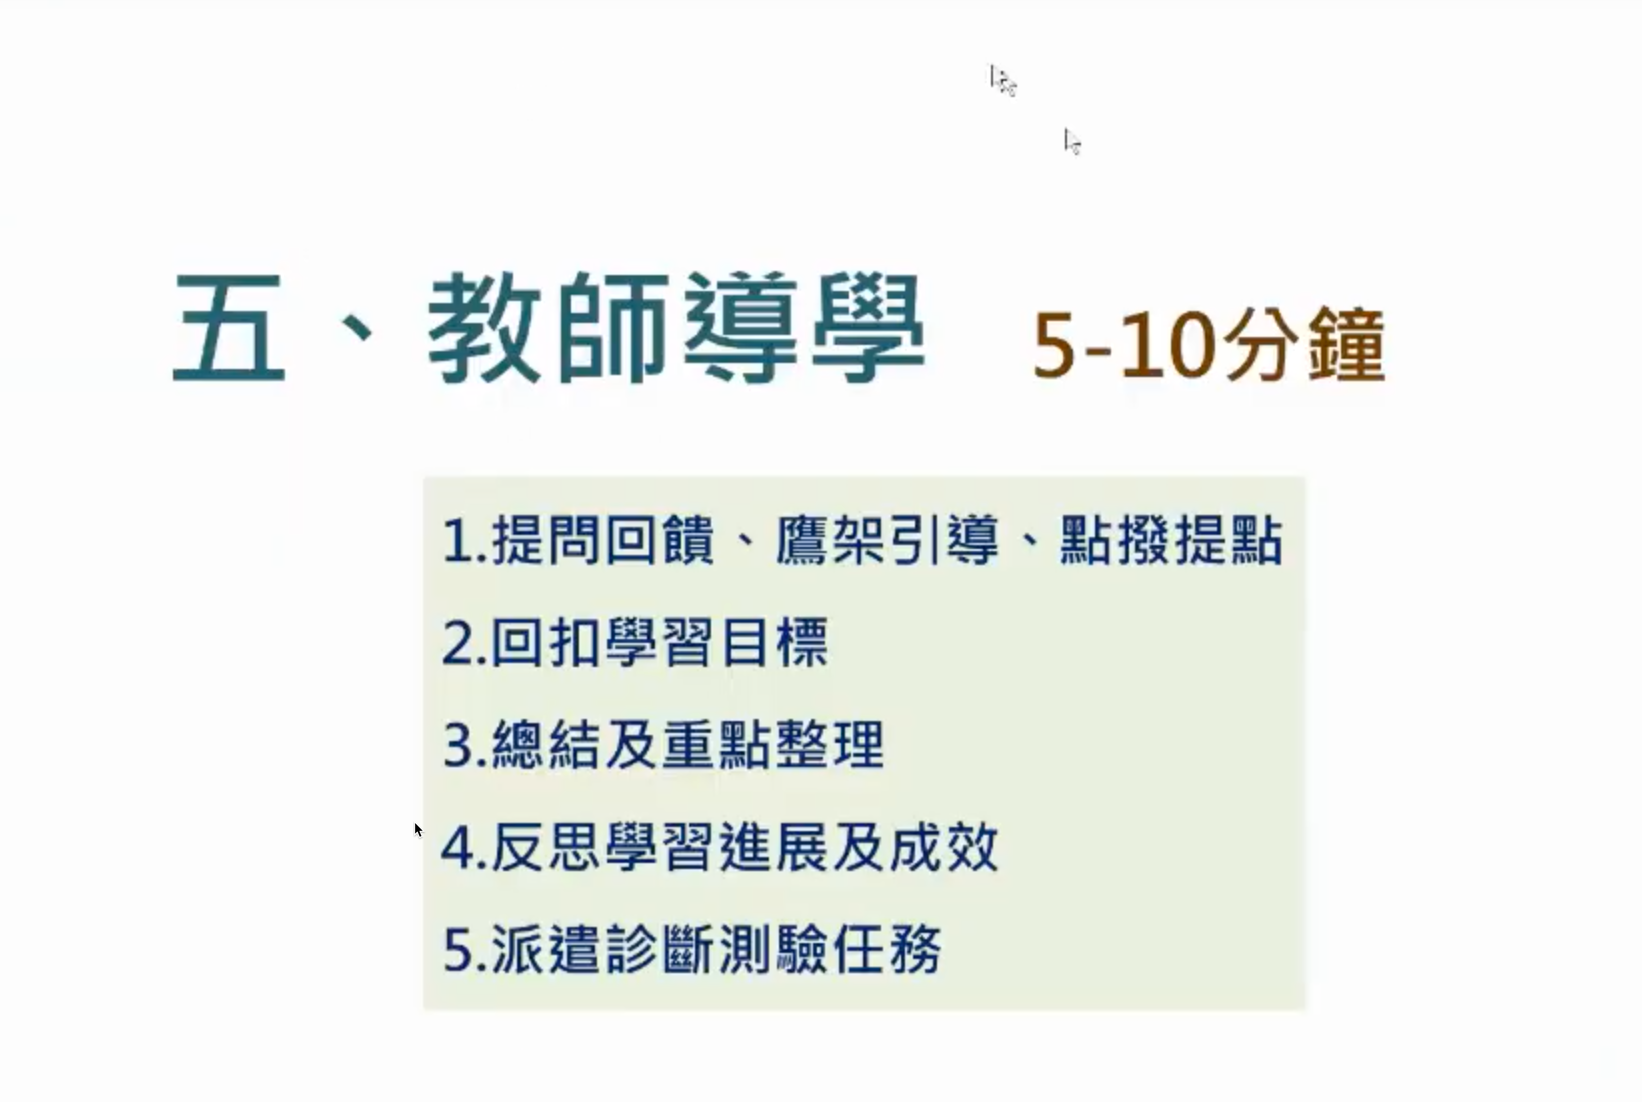 五、教師導學 5-10分鐘
1.提問回饋、鷹架引導、點撥提點
2.回扣學習目標
3.總結及重點整理
4.反思學習進展及成效
5.派遣診斷測驗任務